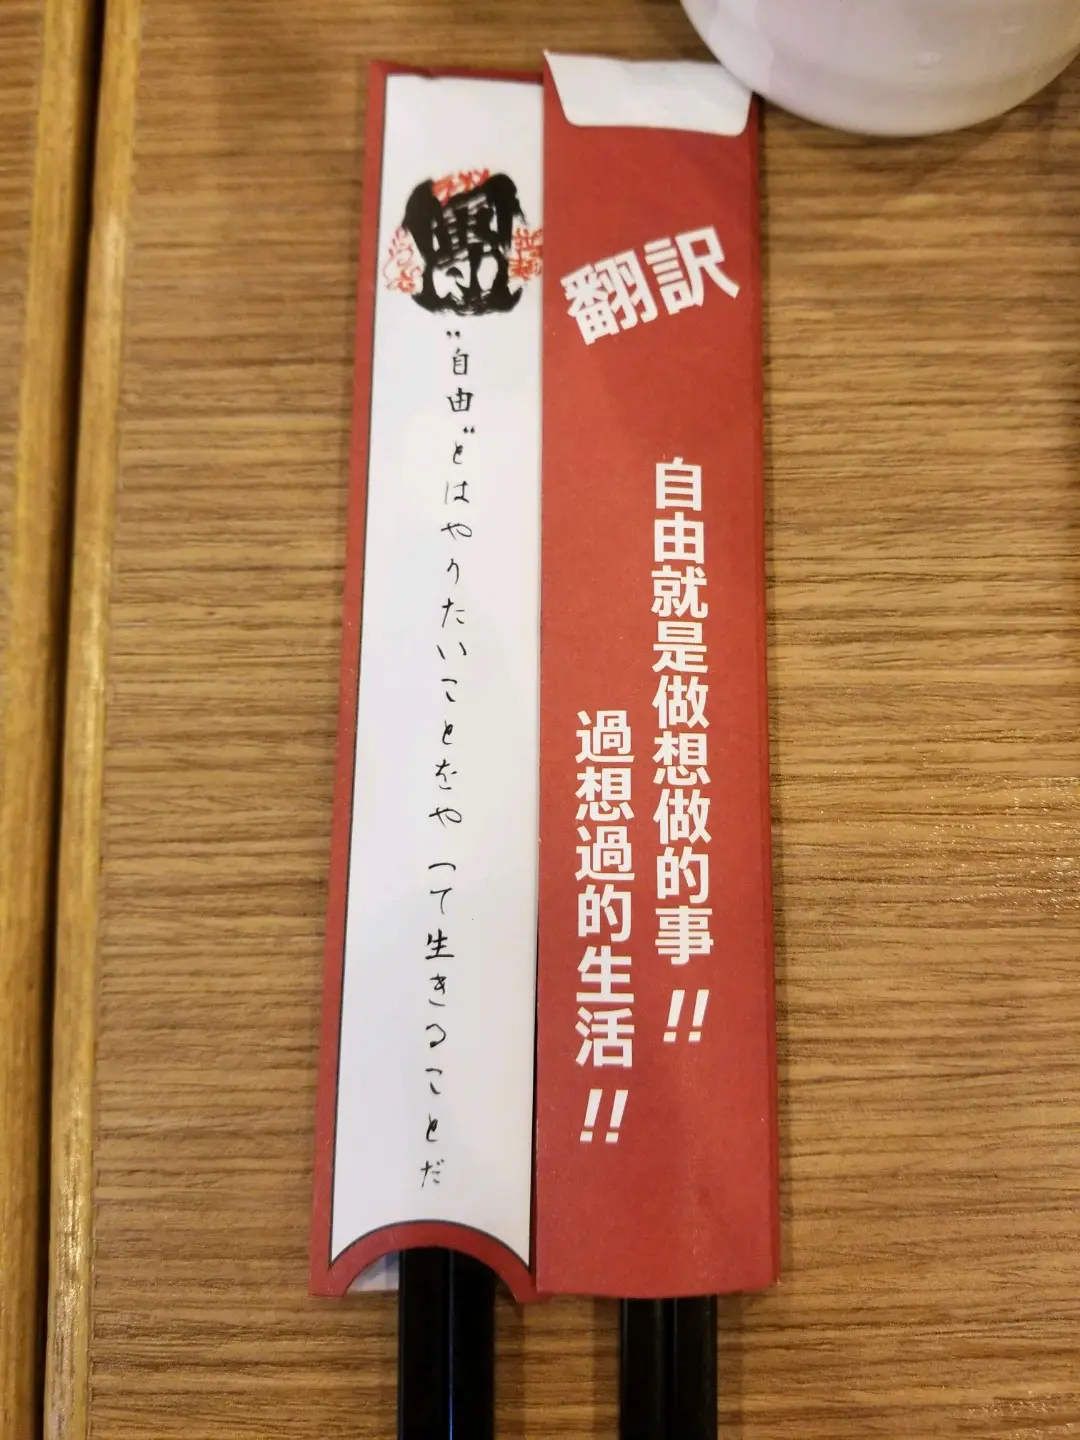 "自由"とはやりたいことをやって生きることだ
翻訳
自由就是做想做的事!!
過想過的生活!!